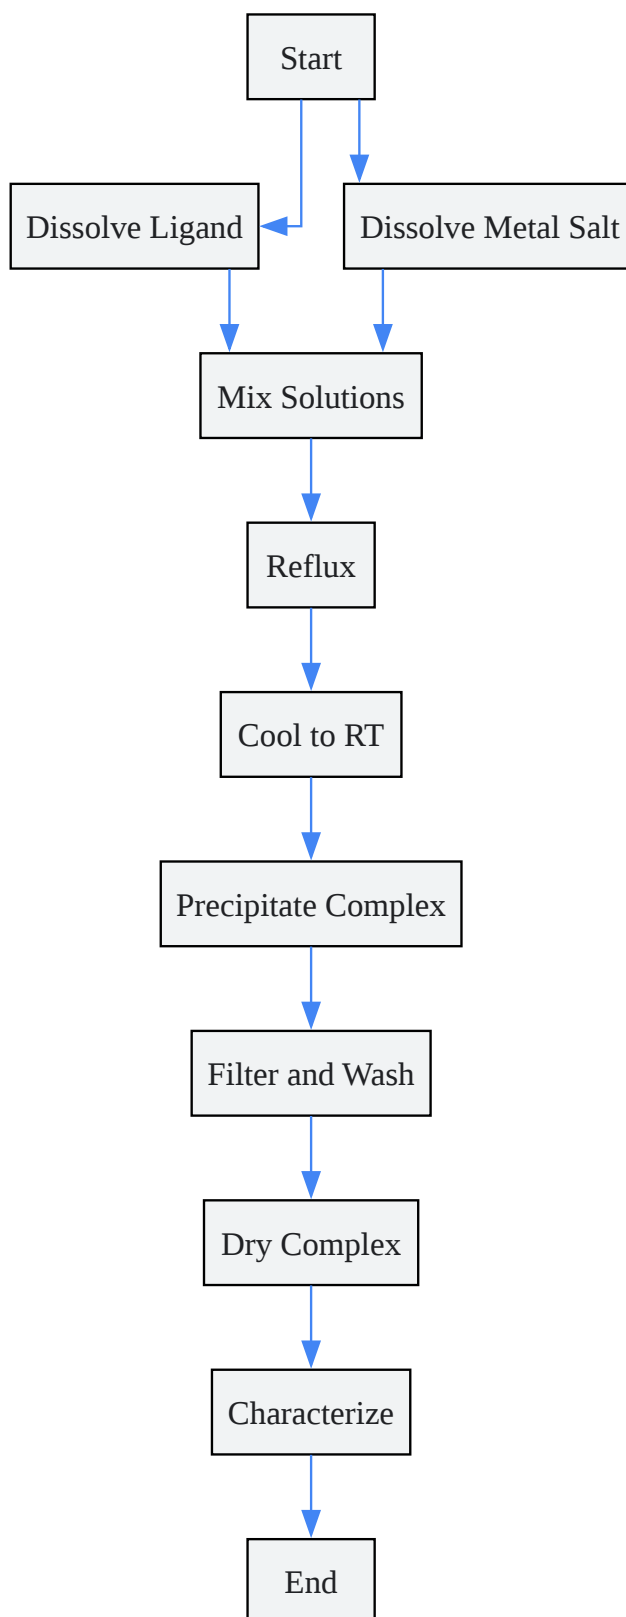 Start
Dissolve Ligand
Dissolve Metal Salt
Mix Solutions
Reflux
Cool to RT
Precipitate Complex
Filter and Wash
Dry Complex
Characterize
End